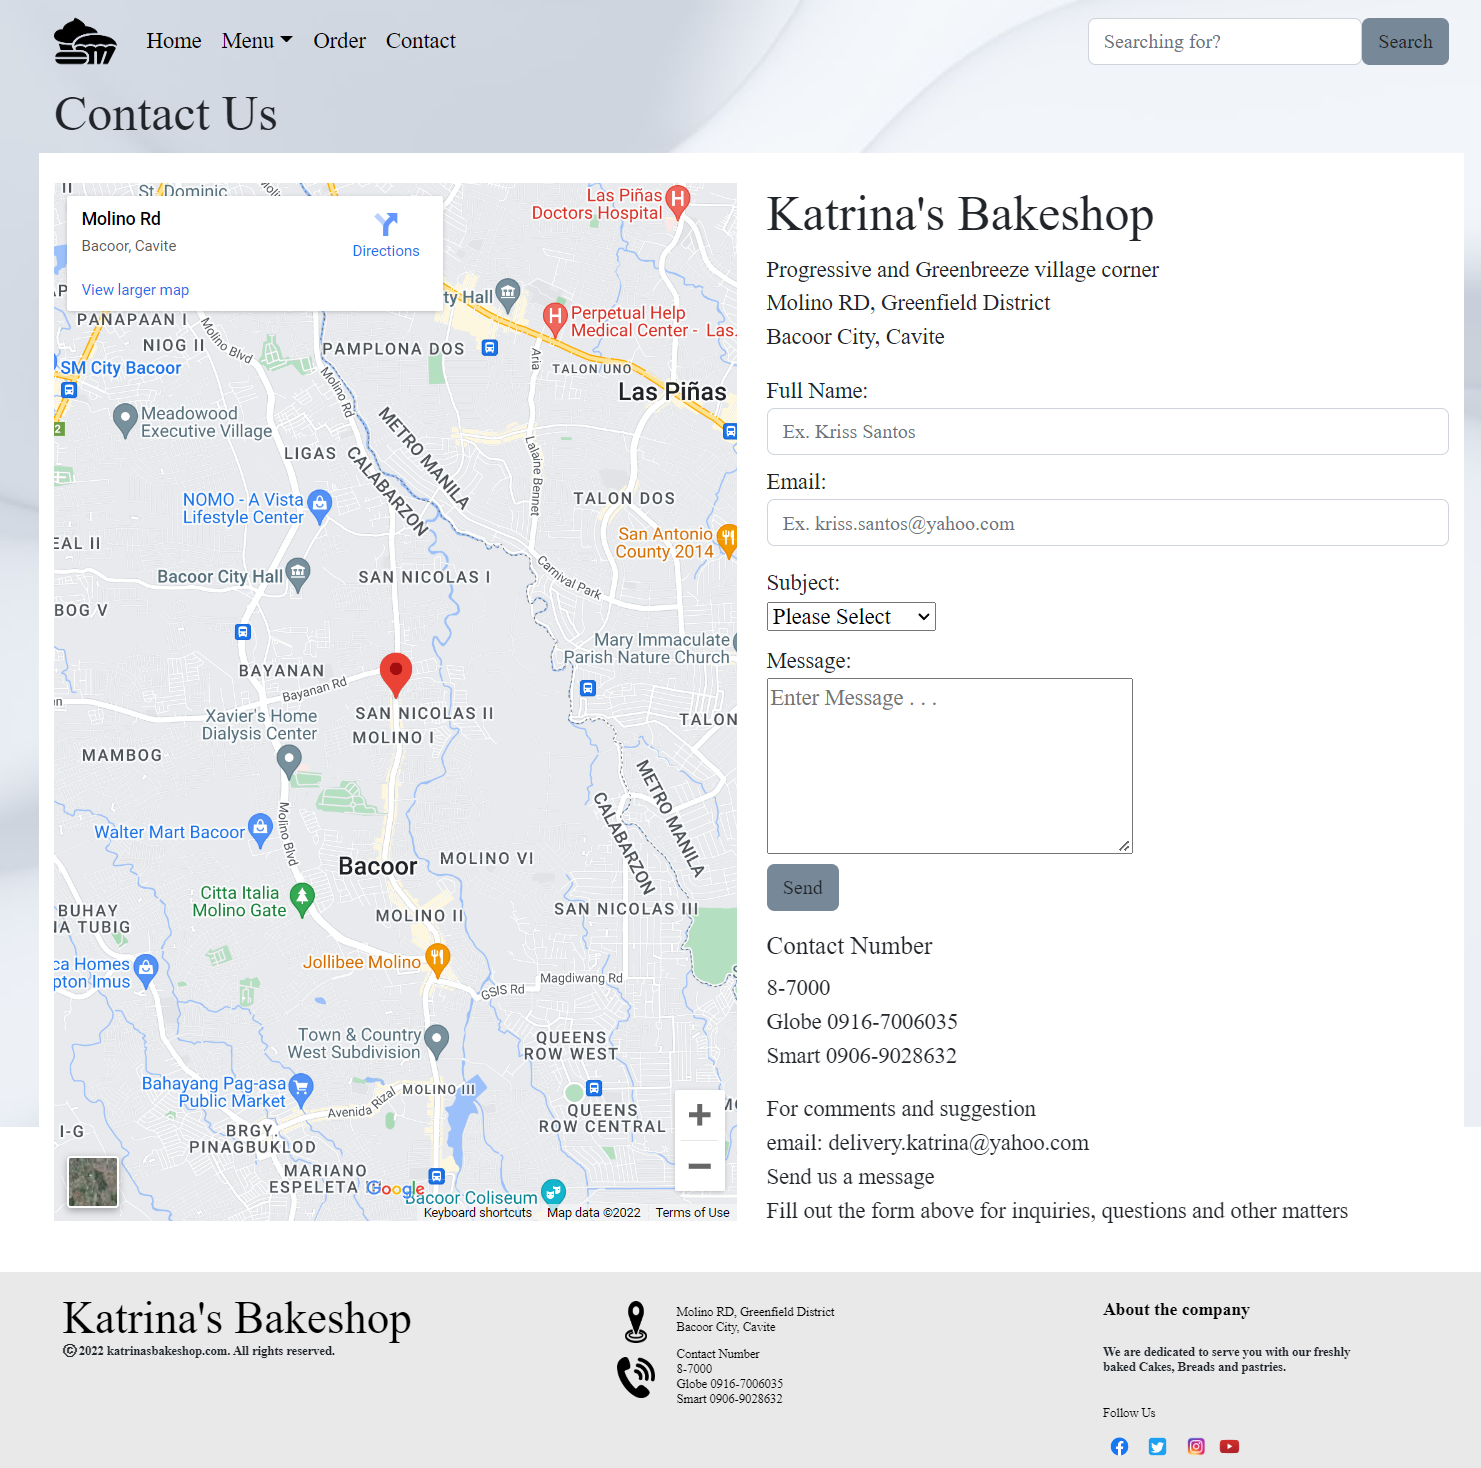 Home Menu Order Contact
Searching for? Search
Contact Us
Molino Rd
Bacoor, Cavite
Directions
View larger map
St. Dominic
Las Piñas
Doctors Hospital
ty Hall
Perpetual Help
Medical Center - Las.
PANAPAAN I
Molino Blvd
NIOG II
PAMPLONA DOS
Aria
TALON UNO
SM City Bacoor
Molino Rd
Las Piñas
Meadowood
Executive Village
METRO MANILA
CALABARZON
LIGAS
Lalaine Bennet
NOMO - A Vista
Lifestyle Center
TALON DOS
San Antonio
County 2014
EAL II
Bacoor City Hall
SAN NICOLAS I
Carnival Park
BOG V
Mary Immaculate
Parish Nature Church
BAYANAN
Bayanan Rd
Xavier's Home
Dialysis Center
SAN NICOLAS II
MOLINO I
TALON
MAMBOG
METRO MANILA
CALABARZON
Walter Mart Bacoor
Molino Blvd
Bacoor
MOLINO VI
Citta Italia
Molino Gate
BUHAY
NA TUBIG
MOLINO II
SAN NICOLAS III
ca Homes
pton Imus
Jollibee Molino
Magdiwang Rd
GSIS Rd
Town & Country
West Subdivision
QUEENS
ROW WEST
Bahayang Pag-asa
Public Market
MOLINO III
Avenida Rizal
QUEENS
ROW CENTRAL
MO
I-G
BRGY.
PINAGBUKLOD
MARIANO
ESPELETA
Google
Bacoor Coliseum
Keyboard shortcuts Map data ©2022 Terms of Use
Katrina's Bakeshop
Progressive and Greenbreeze village corner
Molino RD, Greenfield District
Bacoor City, Cavite
Full Name:
Ex. Kriss Santos
Email:
Ex. kriss.santos@yahoo.com
Subject:
Please Select
Message:
Enter Message . . .
Send
Contact Number
8-7000
Globe 0916-7006035
Smart 0906-9028632
For comments and suggestion
email: delivery.katrina@yahoo.com
Send us a message
Fill out the form above for inquiries, questions and other matters
Katrina's Bakeshop
© 2022 katrinasbakeshop.com. All rights reserved.
Molino RD, Greenfield District
Bacoor City, Cavite
Contact Number
8-7000
Globe 0916-7006035
Smart 0906-9028632
About the company
We are dedicated to serve you with our freshly
baked Cakes, Breads and pastries.
Follow Us